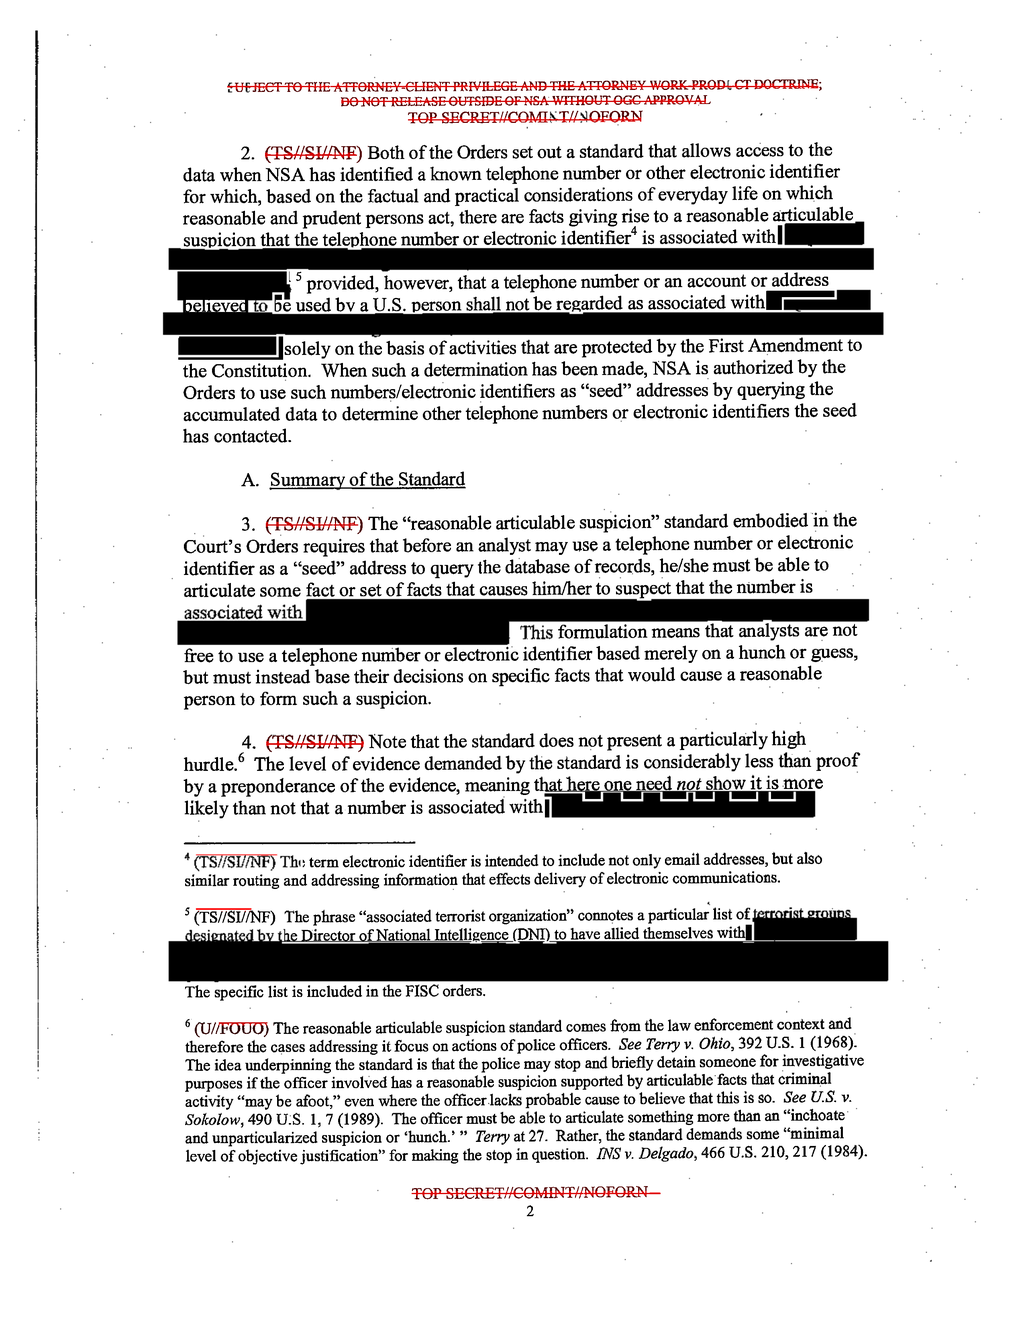 SUBJECT TO THE ATTORNEY-CLIENT PRIVILEGE AND THE ATTORNEY WORK PRODUCT DOCTRINE;
DO NOT RELEASE OUTSIDE OF NSA WITHOUT OGC APPROVAL
TOP SECRET//COMINT//NOFORN
2. (TS//SI//NF) Both of the Orders set out a standard that allows access to the
data when NSA has identified a known telephone number or other electronic identifier
for which, based on the factual and practical considerations of everyday life on which
reasonable and prudent persons act, there are facts giving rise to a reasonable articulable
suspicion that the telephone number or electronic identifier⁴ is associated with
⁵ provided, however, that a telephone number or an account or address
believed to be used by a U.S. person shall not be regarded as associated with
solely on the basis of activities that are protected by the First Amendment to
the Constitution. When such a determination has been made, NSA is authorized by the
Orders to use such numbers/electronic identifiers as “seed” addresses by querying the
accumulated data to determine other telephone numbers or electronic identifiers the seed
has contacted.
A. Summary of the Standard
3. (TS//SI//NF) The “reasonable articulable suspicion” standard embodied in the
Court’s Orders requires that before an analyst may use a telephone number or electronic
identifier as a “seed” address to query the database of records, he/she must be able to
articulate some fact or set of facts that causes him/her to suspect that the number is
associated with
This formulation means that analysts are not
free to use a telephone number or electronic identifier based merely on a hunch or guess,
but must instead base their decisions on specific facts that would cause a reasonable
person to form such a suspicion.
4. (TS//SI//NF) Note that the standard does not present a particularly high
hurdle.⁶ The level of evidence demanded by the standard is considerably less than proof
by a preponderance of the evidence, meaning that here one need not show it is more
likely than not that a number is associated with
⁴ (TS//SI//NF) The term electronic identifier is intended to include not only email addresses, but also
similar routing and addressing information that effects delivery of electronic communications.
⁵ (TS//SI//NF) The phrase “associated terrorist organization” connotes a particular list of terrorist groups
designated by the Director of National Intelligence (DNI) to have allied themselves with
The specific list is included in the FISC orders.
⁶ (U//FOUO) The reasonable articulable suspicion standard comes from the law enforcement context and
therefore the cases addressing it focus on actions of police officers. See Terry v. Ohio, 392 U.S. 1 (1968).
The idea underpinning the standard is that the police may stop and briefly detain someone for investigative
purposes if the officer involved has a reasonable suspicion supported by articulable facts that criminal
activity “may be afoot,” even where the officer lacks probable cause to believe that this is so. See U.S. v.
Sokolow, 490 U.S. 1, 7 (1989). The officer must be able to articulate something more than an “inchoate
and unparticularized suspicion or ‘hunch.’ ” Terry at 27. Rather, the standard demands some “minimal
level of objective justification” for making the stop in question. INS v. Delgado, 466 U.S. 210, 217 (1984).
TOP SECRET//COMINT//NOFORN
2